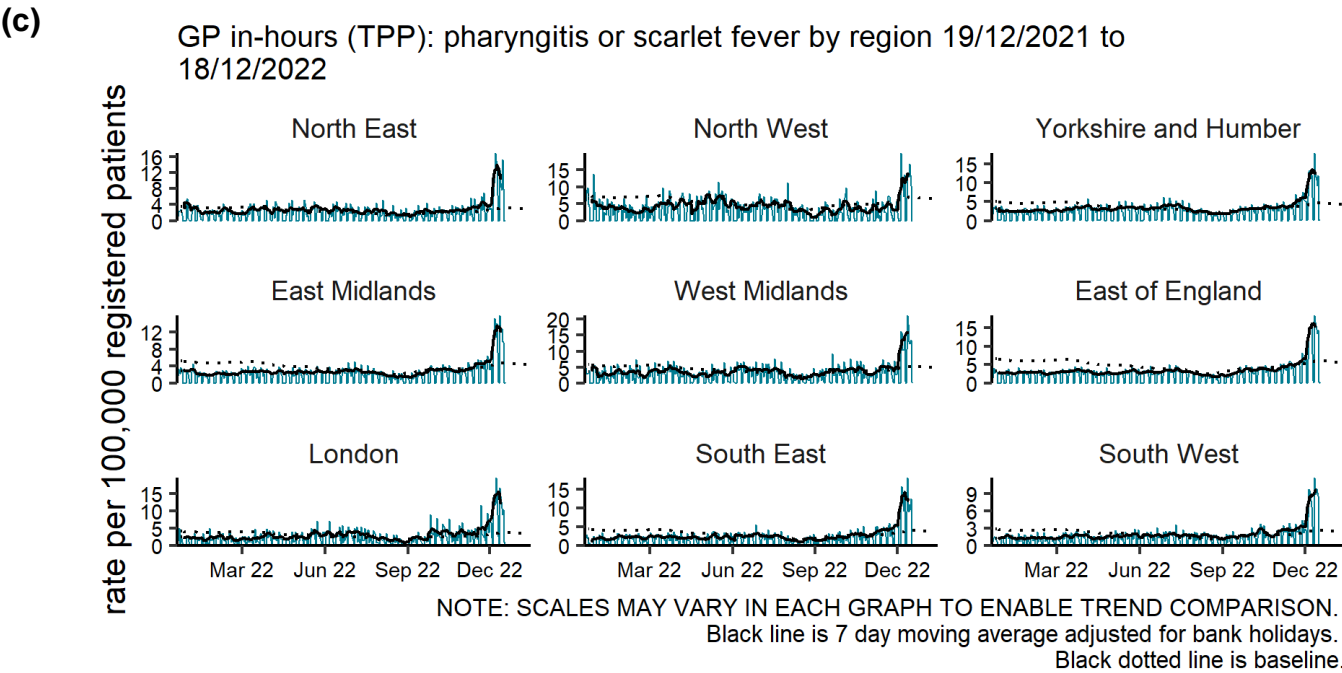 (c)
GP in-hours (TPP): pharyngitis or scarlet fever by region 19/12/2021 to
18/12/2022
rate per 100,000 registered patients
North East
16
12
8
4
0
North West
15
10
5
0
Yorkshire and Humber
15
10
5
0
East Midlands
12
8
4
0
West Midlands
20
15
10
5
0
East of England
15
10
5
0
London
15
10
5
0
Mar 22 Jun 22 Sep 22 Dec 22
South East
15
10
5
0
Mar 22 Jun 22 Sep 22 Dec 22
South West
9
6
3
0
Mar 22 Jun 22 Sep 22 Dec 22
NOTE: SCALES MAY VARY IN EACH GRAPH TO ENABLE TREND COMPARISON.
Black line is 7 day moving average adjusted for bank holidays.
Black dotted line is baseline.